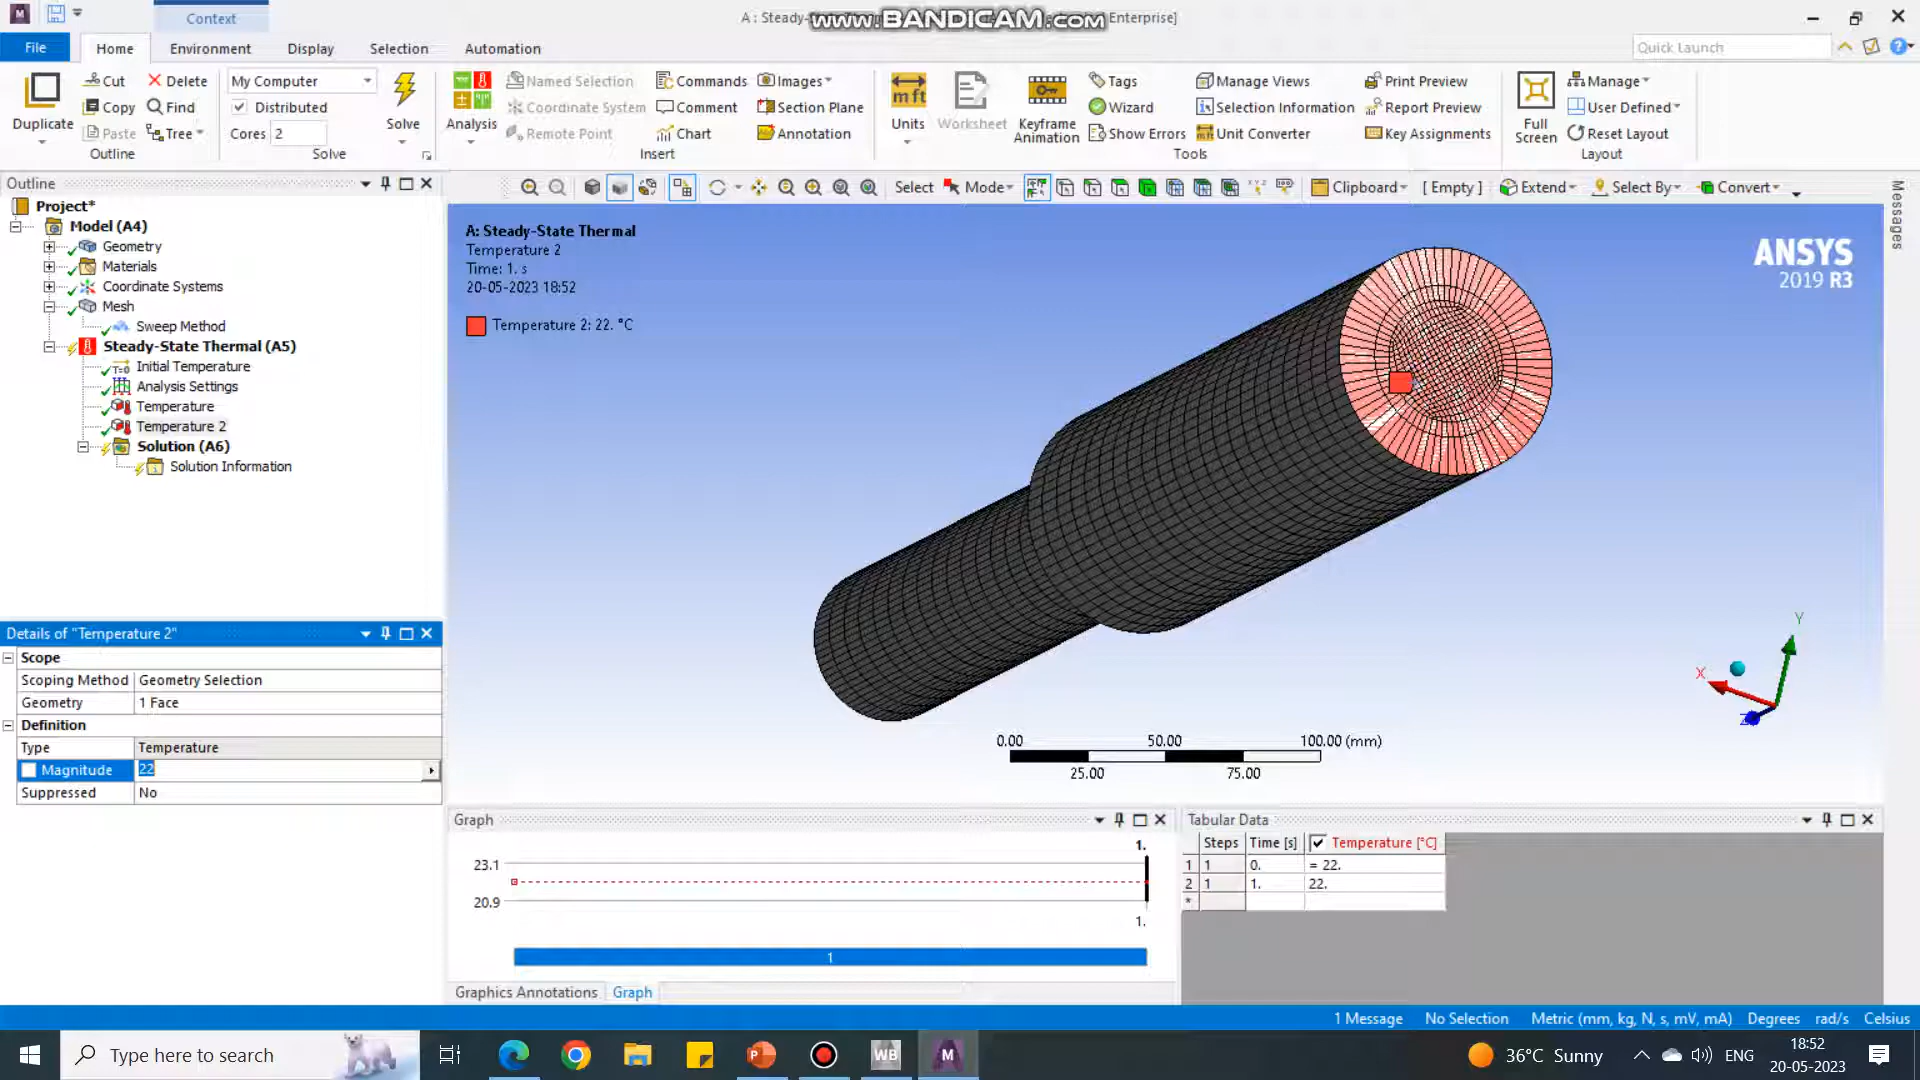 Context
A : Steady-State Thermal
www.BANDICAM.com
Enterprise]
File
Home
Environment
Display
Selection
Automation
Quick Launch
Duplicate
Cut
Copy
Paste
Delete
Find
Tree
Outline
My Computer
Distributed
Cores 2
Solve
Solve
Analysis
Named Selection
Coordinate System
Remote Point
Commands
Comment
Chart
Images
Section Plane
Annotation
Insert
Units
Worksheet
Keyframe
Animation
Tags
Wizard
Show Errors
Manage Views
Selection Information
Unit Converter
Print Preview
Report Preview
Key Assignments
Tools
Full
Screen
Manage
User Defined
Reset Layout
Layout
Outline
Select
Mode
Clipboard
[ Empty ]
Extend
Select By
Convert
Messages
Project*
Model (A4)
Geometry
Materials
Coordinate Systems
Mesh
Sweep Method
Steady-State Thermal (A5)
Initial Temperature
Analysis Settings
Temperature
Temperature 2
Solution (A6)
Solution Information
A: Steady-State Thermal
Temperature 2
Time: 1. s
20-05-2023 18:52
Temperature 2: 22. °C
ANSYS
2019 R3
Y
X
Z
0.00
50.00
100.00 (mm)
25.00
75.00
Details of "Temperature 2"
Scope
Scoping Method Geometry Selection
Geometry 1 Face
Definition
Type Temperature
Magnitude 22
Suppressed No
Graph
1.
23.1
20.9
1.
1
Graphics Annotations
Graph
Tabular Data
Steps Time [s] Temperature [°C]
1 1 0. = 22.
2 1 1. 22.
*
1 Message
No Selection
Metric (mm, kg, N, s, mV, mA)
Degrees
rad/s
Celsius
Type here to search
WB
M
36°C Sunny
ENG
18:52
20-05-2023